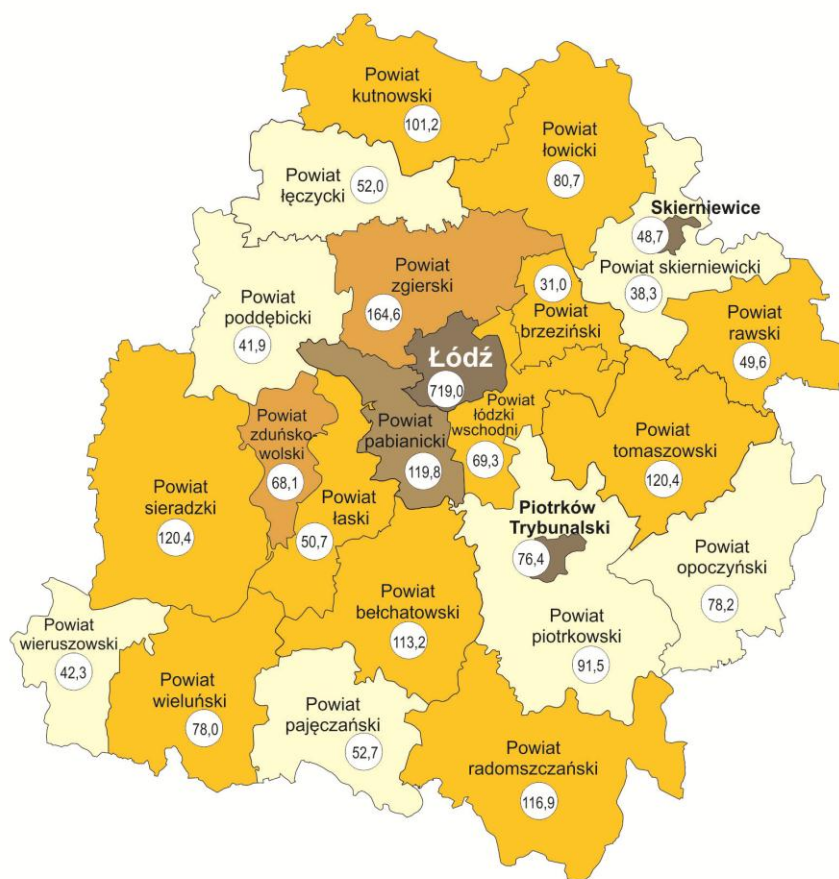 Powiat
kutnowski
101,2
Powiat
łowicki
80,7
Powiat
łęczycki
52,0
Skierniewice
48,7
Powiat skierniewicki
38,3
Powiat
zgierski
164,6
31,0
Powiat
brzeziński
Powiat
rawski
49,6
Powiat
poddębicki
41,9
Łódź
719,0
Powiat
zduńsko-
wolski
68,1
Powiat
pabianicki
119,8
Powiat
łódzki
wschodni
69,3
Powiat
tomaszowski
120,4
Powiat
sieradzki
120,4
Powiat
łaski
50,7
Piotrków
Trybunalski
76,4
Powiat
opoczyński
78,2
Powiat
bełchatowski
113,2
Powiat
piotrkowski
91,5
Powiat
wieruszowski
42,3
Powiat
wieluński
78,0
Powiat
pajęczański
52,7
Powiat
radomszczański
116,9